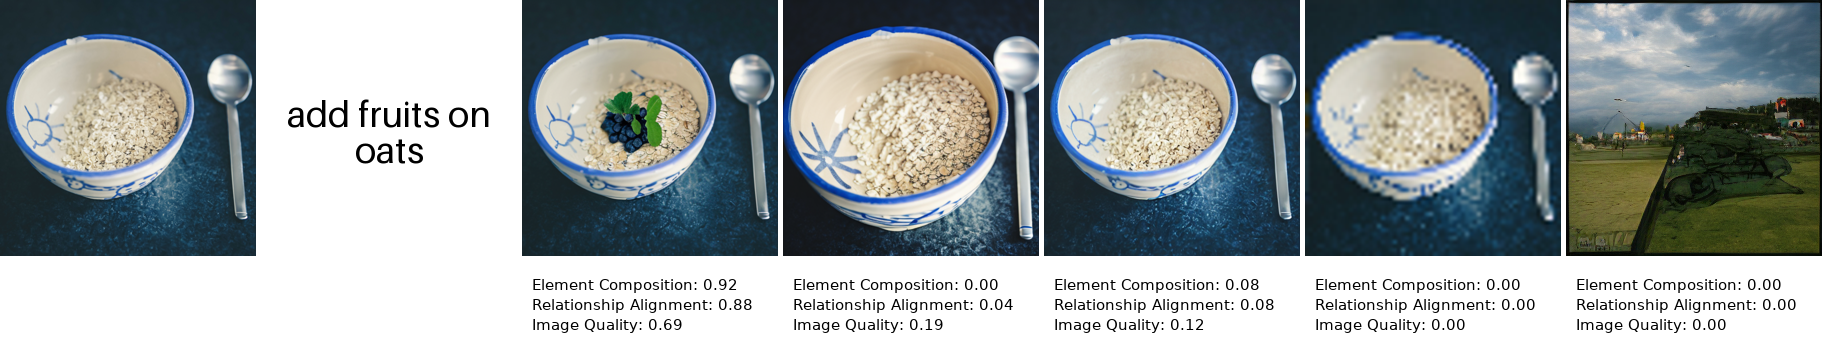 add fruits on
oats
Element Composition: 0.92
Relationship Alignment: 0.88
Image Quality: 0.69
Element Composition: 0.00
Relationship Alignment: 0.04
Image Quality: 0.19
Element Composition: 0.08
Relationship Alignment: 0.08
Image Quality: 0.12
Element Composition: 0.00
Relationship Alignment: 0.00
Image Quality: 0.00
Element Composition: 0.00
Relationship Alignment: 0.00
Image Quality: 0.00